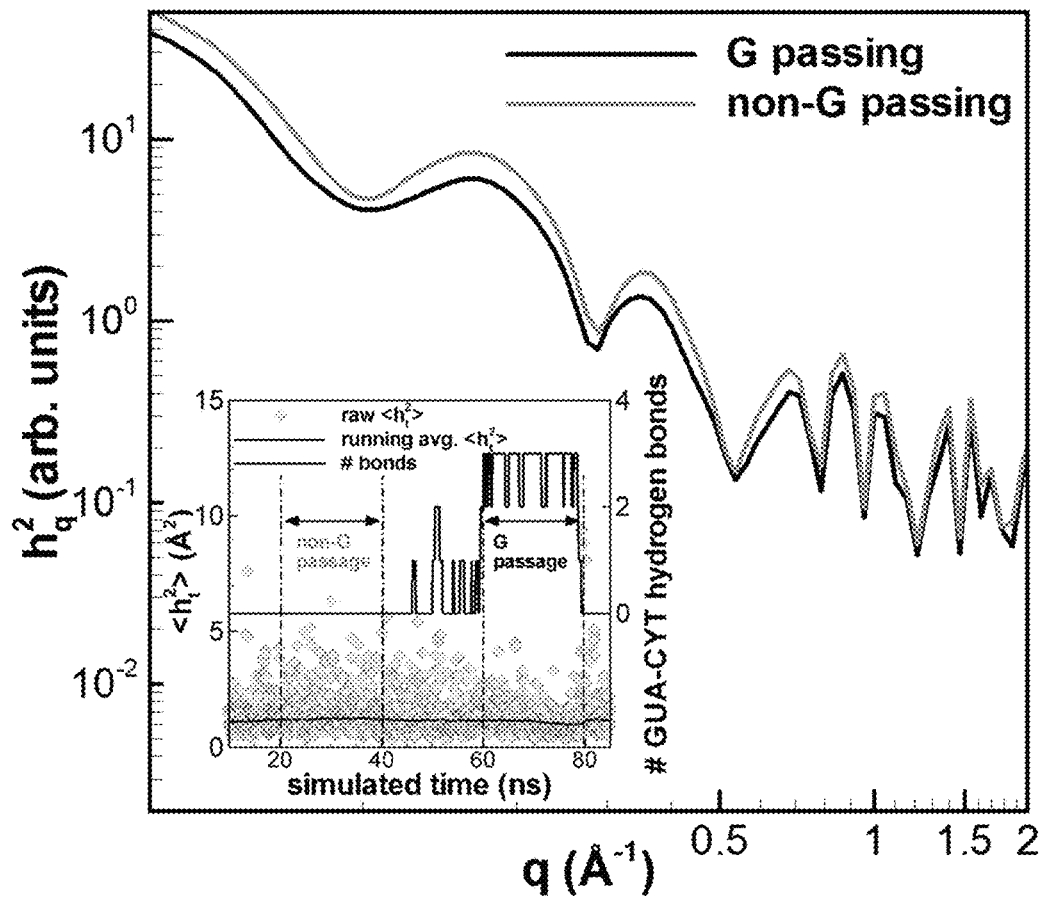 G passing
non-G passing
10¹
10⁰
10⁻¹
10⁻²
h²q (arb. units)
0.5
1
1.5
2
q (Å⁻¹)
raw <h²t>
running avg. <h²t>
# bonds
non-G
passage
G
passage
15
10
5
0
<h²t> (Å²)
4
2
0
# GUA-CYT hydrogen bonds
20
40
60
80
simulated time (ns)